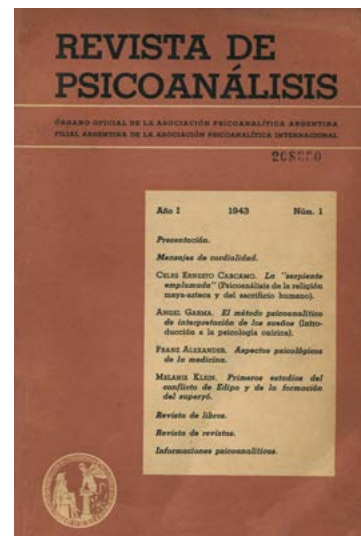 REVISTA DE
PSICOANÁLISIS
ÓRGANO OFICIAL DE LA ASOCIACIÓN PSICOANALÍTICA ARGENTINA
FILIAL ARGENTINA DE LA ASOCIACIÓN PSICOANALÍTICA INTERNACIONAL
Año I 1943 Núm. 1
Presentación.
Mensajes de cordialidad.
CELES ERNESTO CARCAMO. La "serpiente
emplumada" (Psicoanálisis de la religión
maya-azteca y del sacrificio humano).
ANGEL GARMA. El método psicoanalítico
de interpretación de los sueños (Intro-
ducción a la psicología onírica).
FRANZ ALEXANDER. Aspectos psicológicos
de la medicina.
MELANIE KLEIN. Primeros estadios del
conflicto de Edipo y de la formación
del superyó.
Revista de libros.
Revista de revistas.
Informaciones psicoanalíticas.